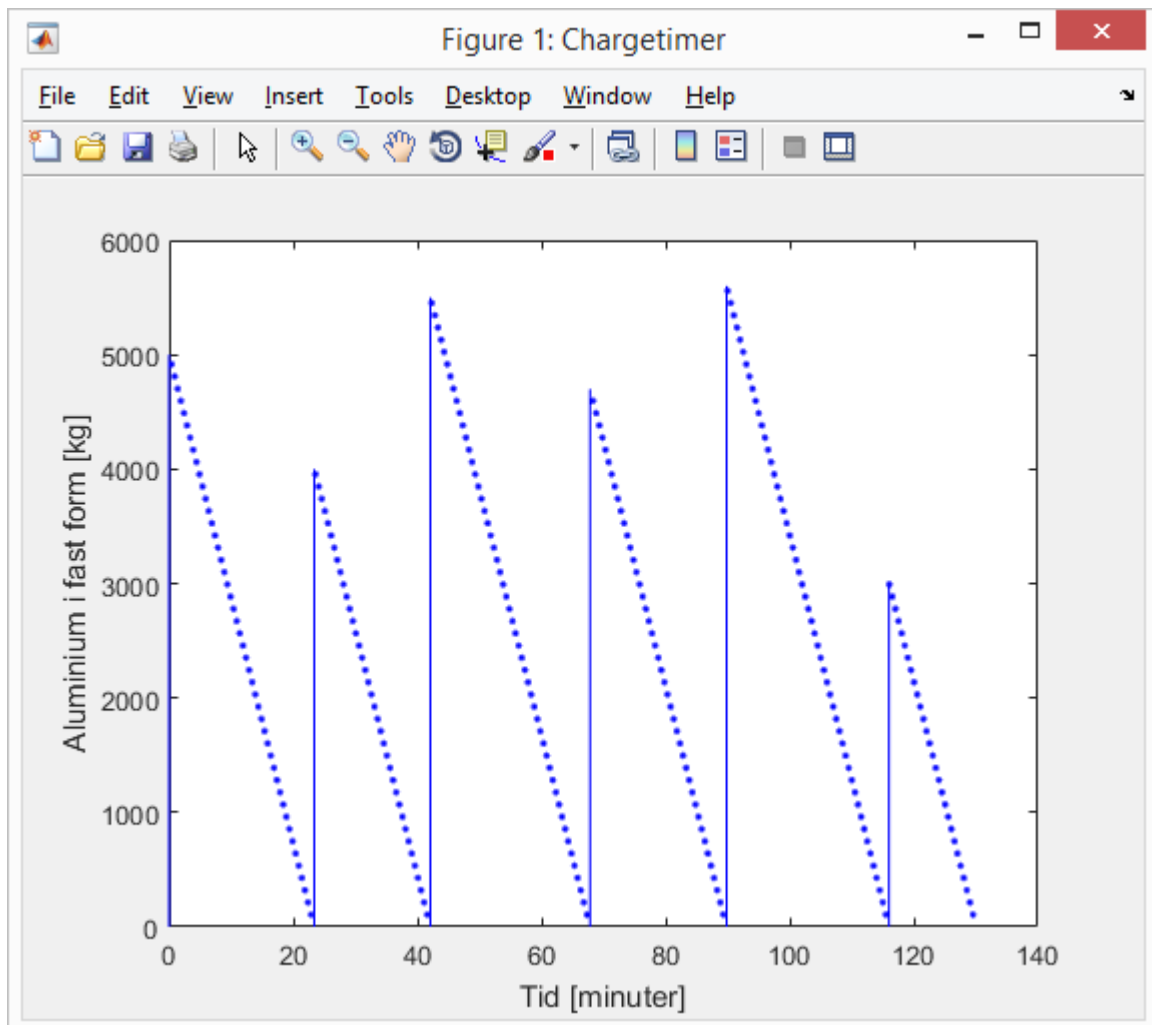 Figure 1: Chargetimer
File Edit View Insert Tools Desktop Window Help
6000
5000
4000
3000
2000
1000
0
Aluminium i fast form [kg]
0 20 40 60 80 100 120 140
Tid [minuter]